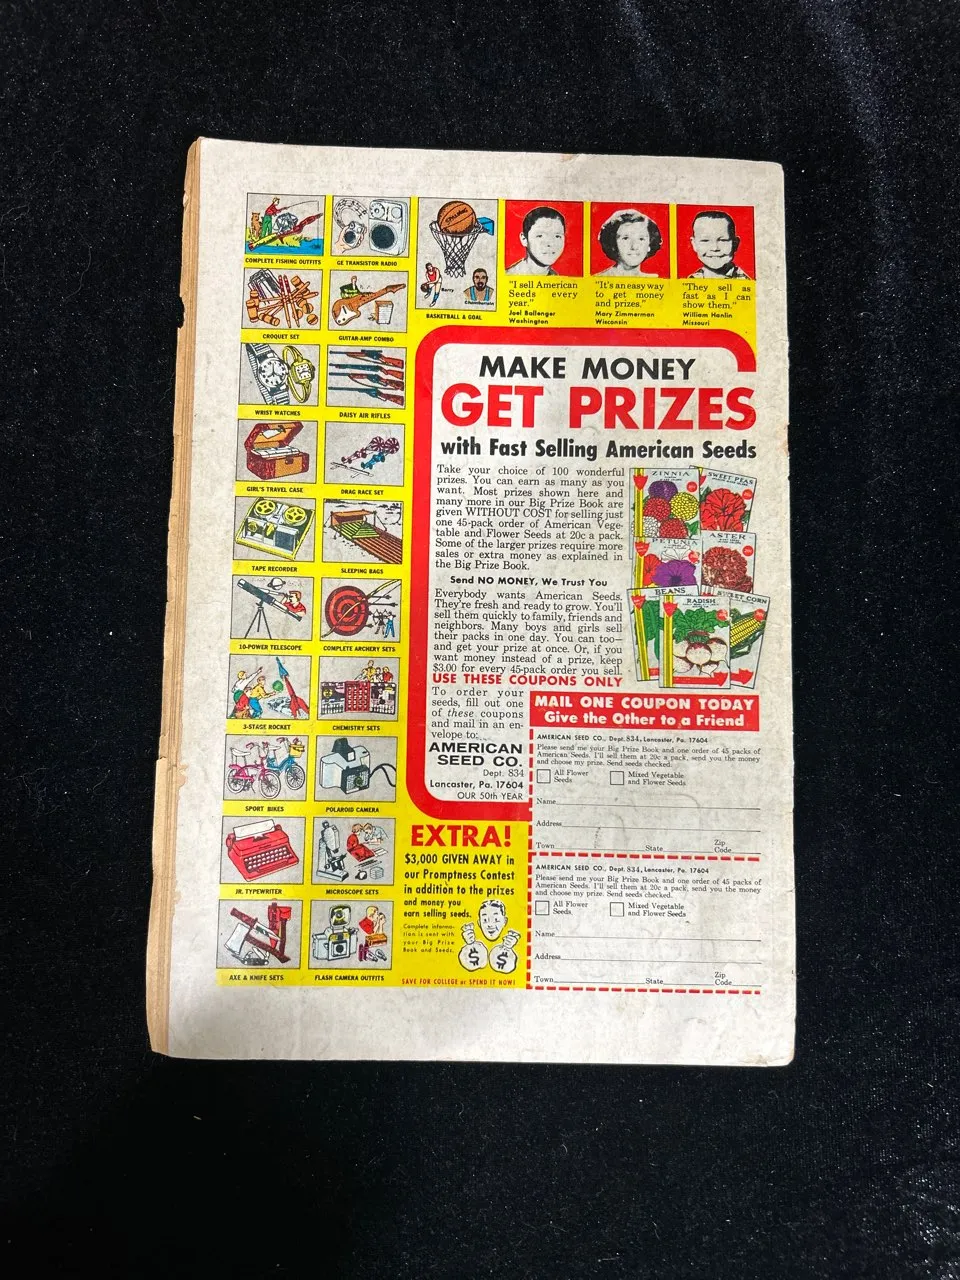 COMPLETE FISHING OUTFITS
GE TRANSISTOR RADIO
SPALDING
Barry
Chamberlain
BASKETBALL & GOAL
CROQUET SET
GUITAR-AMP COMBO
WRIST WATCHES
DAISY AIR RIFLES
GIRL'S TRAVEL CASE
DRAG RACE SET
TAPE RECORDER
SLEEPING BAGS
10-POWER TELESCOPE
COMPLETE ARCHERY SETS
3-STAGE ROCKET
CHEMISTRY SETS
SPORT BIKES
POLAROID CAMERA
JR. TYPEWRITER
MICROSCOPE SETS
AXE & KNIFE SETS
FLASH CAMERA OUTFITS
"I sell American
Seeds every
year."
Joel Ballenger
Washington
"It's an easy way
to get money
and prizes."
Mary Zimmerman
Wisconsin
"They sell as
fast as I can
show them."
William Hanlin
Missouri
MAKE MONEY
GET PRIZES
with Fast Selling American Seeds
Take your choice of 100 wonderful
prizes. You can earn as many as you
want. Most prizes shown here and
many more in our Big Prize Book are
given WITHOUT COST for selling just
one 45-pack order of American Vege-
table and Flower Seeds at 20c a pack.
Some of the larger prizes require more
sales or extra money as explained in
the Big Prize Book.
Send NO MONEY, We Trust You
Everybody wants American Seeds.
They're fresh and ready to grow. You'll
sell them quickly to family, friends and
neighbors. Many boys and girls sell
their packs in one day. You can too—
and get your prize at once. Or, if you
want money instead of a prize, keep
$3.00 for every 45-pack order you sell.
USE THESE COUPONS ONLY
To order your
seeds, fill out one
of these coupons
and mail in an en-
velope to:
AMERICAN
SEED CO.
Dept. 834
Lancaster, Pa. 17604
OUR 50th YEAR
ZINNIA
SWEET PEAS
PETUNIA
ASTER
BEANS
RADISH
SWEET CORN
MAIL ONE COUPON TODAY
Give the Other to a Friend
AMERICAN SEED CO., Dept. 834, Lancaster, Pa. 17604
Please send me your Big Prize Book and one order of 45 packs of
American Seeds. I'll sell them at 20c a pack, send you the money
and choose my prize. Send seeds checked.
All Flower
Seeds
Mixed Vegetable
and Flower Seeds
Name
Address
Town State Zip
Code
AMERICAN SEED CO., Dept. 834, Lancaster, Pa. 17604
Please send me your Big Prize Book and one order of 45 packs of
American Seeds. I'll sell them at 20c a pack, send you the money
and choose my prize. Send seeds checked.
All Flower
Seeds
Mixed Vegetable
and Flower Seeds
Name
Address
Town State Zip
Code
EXTRA!
$3,000 GIVEN AWAY in
our Promptness Contest
in addition to the prizes
and money you
earn selling seeds.
Complete informa-
tion is sent with
your Big Prize
Book and Seeds.
$ $
SAVE FOR COLLEGE or SPEND IT NOW!